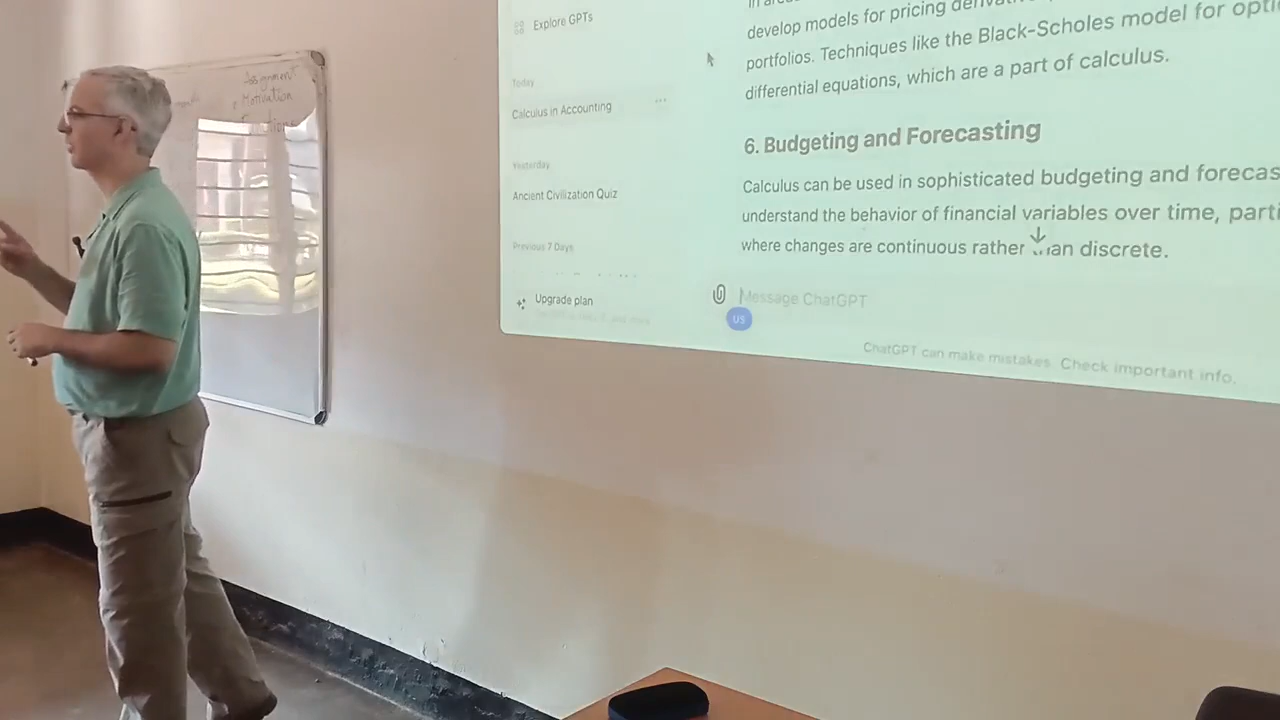 Assignment
Motivation
Explore GPTs
Today
Calculus in Accounting
...
Yesterday
Ancient Civilization Quiz
Previous 7 Days
Upgrade plan
develop models for pricing
portfolios. Techniques like the Black-Scholes model for
differential equations, which are a part of calculus.
6. Budgeting and Forecasting
Calculus can be used in sophisticated budgeting and forecas
understand the behavior of financial variables over time, parti
where changes are continuous rather than discrete.
Message ChatGPT
US
ChatGPT can make mistakes. Check important info.